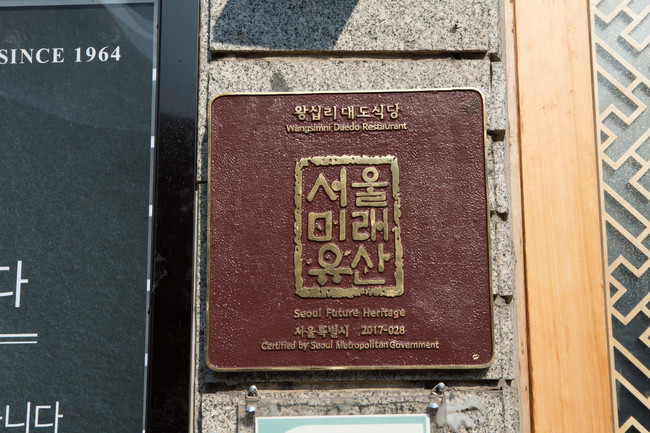 SINCE 1964
다
니다
왕십리대도식당
Wangsimni Daedo Restaurant
서울
미래
유산
Seoul Future Heritage
서울특별시 2017-028
Certified by Seoul Metropolitan Government